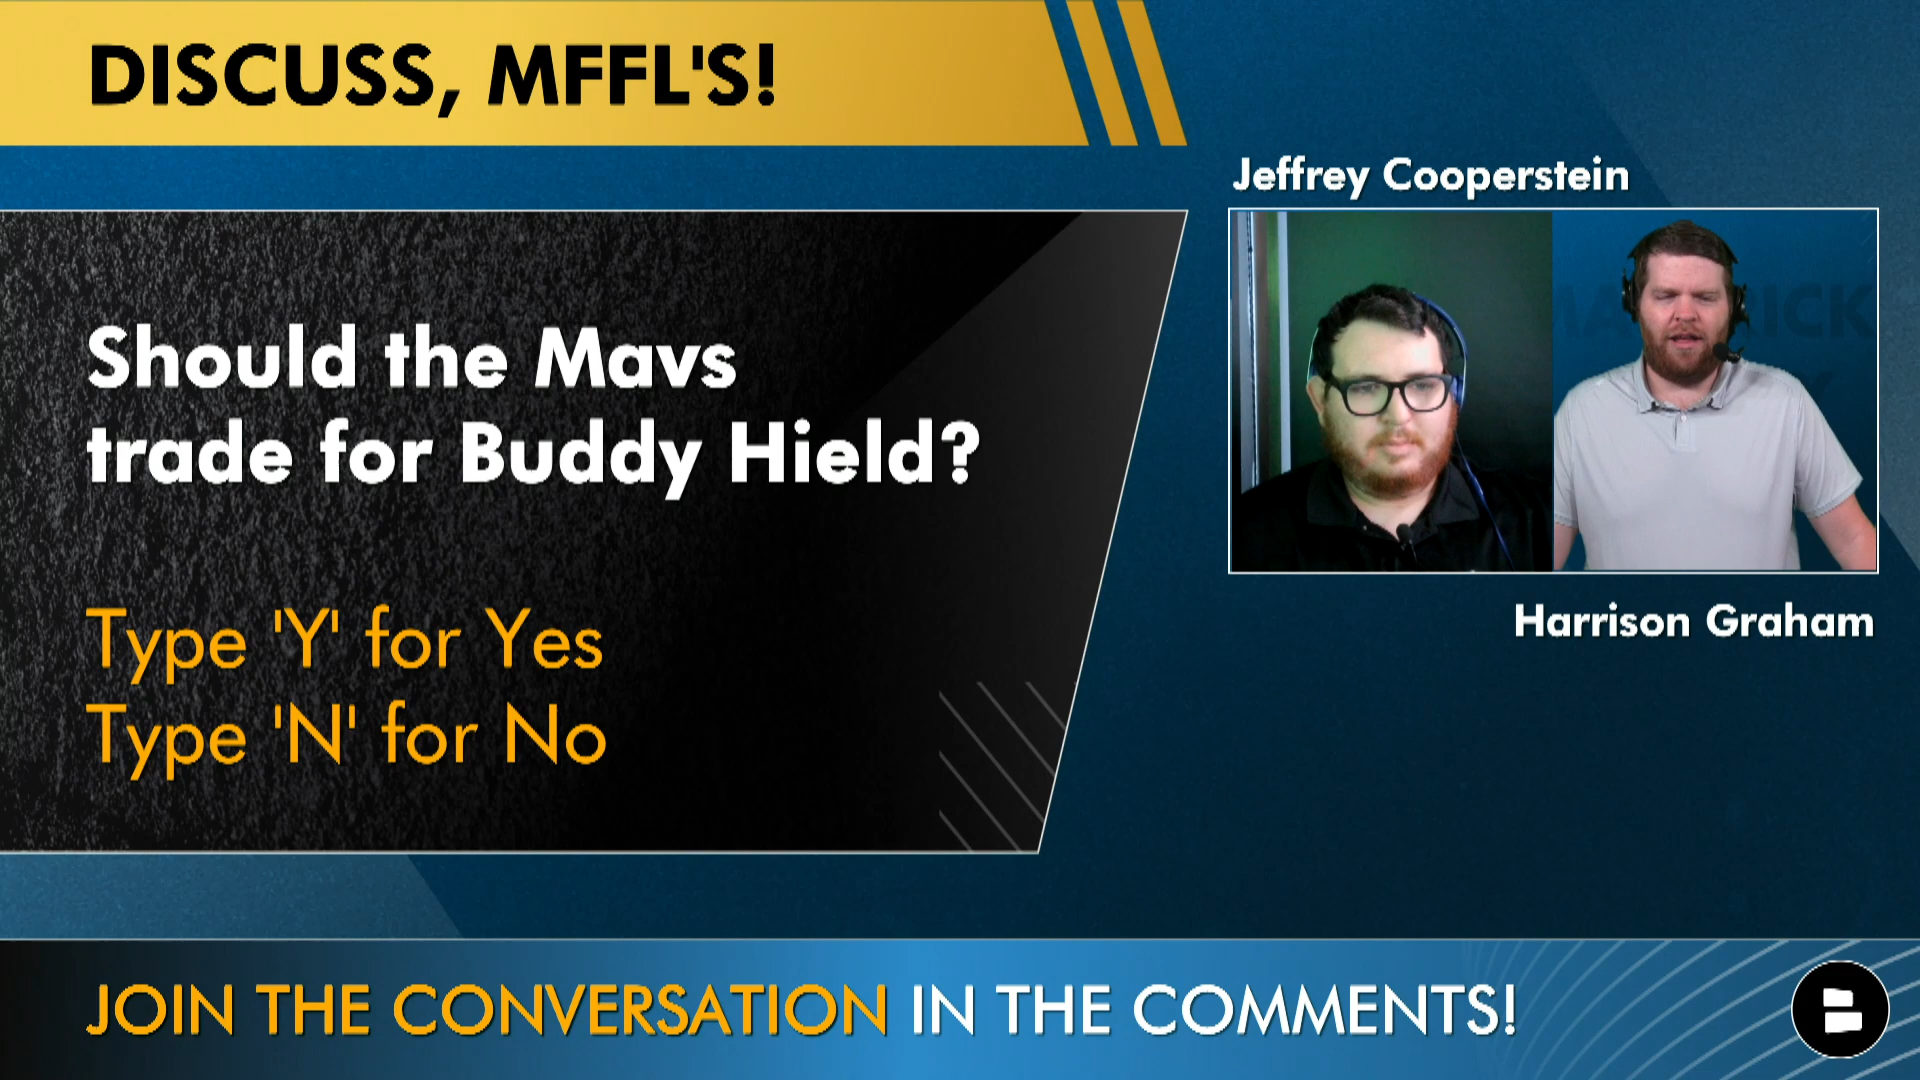 DISCUSS, MFFL'S!
Jeffrey Cooperstein
Should the Mavs
trade for Buddy Hield?
Type 'Y' for Yes
Type 'N' for No
Harrison Graham
JOIN THE CONVERSATION IN THE COMMENTS!